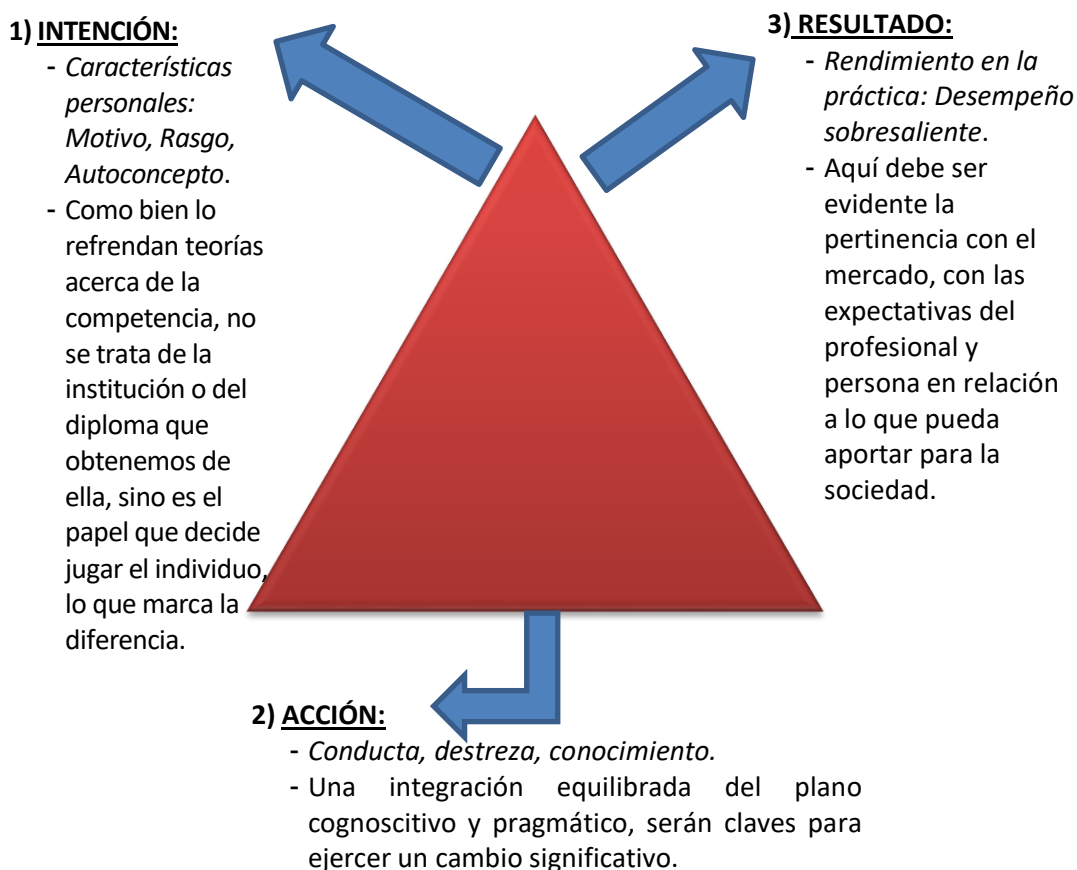 1) INTENCIÓN:
- Características
personales:
Motivo, Rasgo,
Autoconcepto.
- Como bien lo
refrendan teorías
acerca de la
competencia, no
se trata de la
institución o del
diploma que
obtenemos de
ella, sino es el
papel que decide
jugar el individuo,
lo que marca la
diferencia.
3) RESULTADO:
- Rendimiento en la
práctica: Desempeño
sobresaliente.
- Aquí debe ser
evidente la
pertinencia con el
mercado, con las
expectativas del
profesional y
persona en relación
a lo que pueda
aportar para la
sociedad.
2) ACCIÓN:
- Conducta, destreza, conocimiento.
- Una integración equilibrada del plano
cognoscitivo y pragmático, serán claves para
ejercer un cambio significativo.